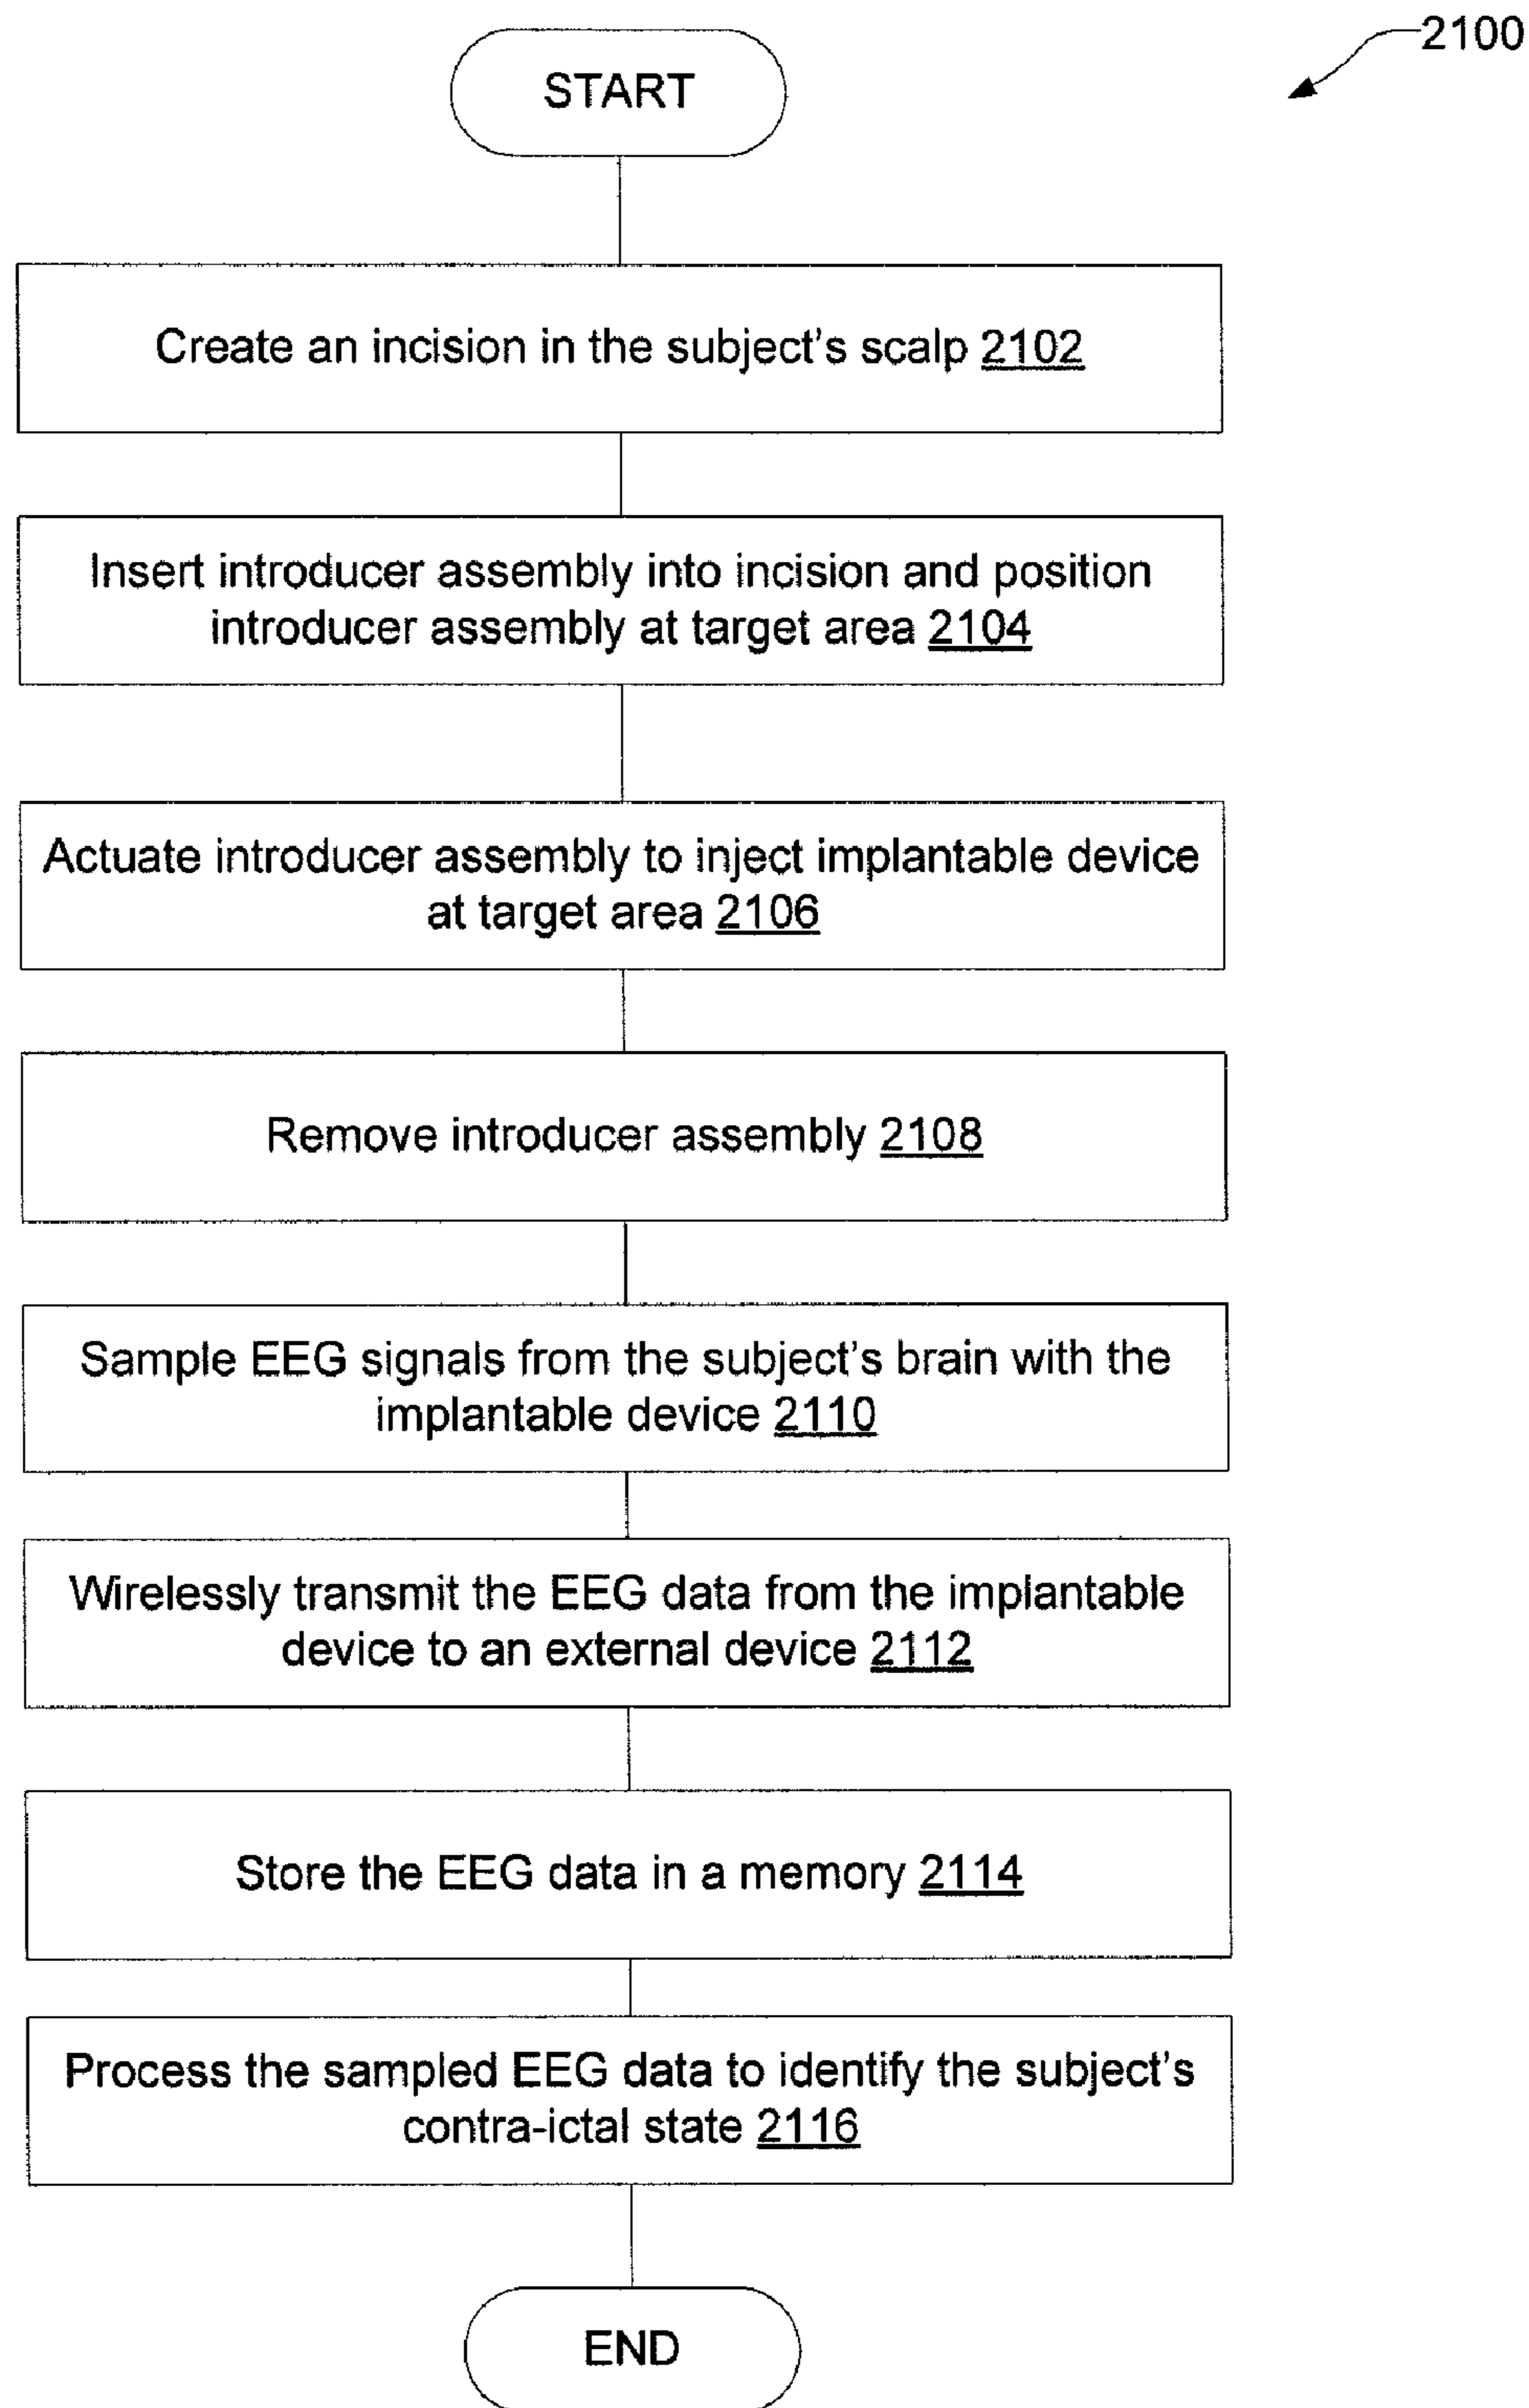 2100
START
Create an incision in the subject's scalp 2102
Insert introducer assembly into incision and position
introducer assembly at target area 2104
Actuate introducer assembly to inject implantable device
at target area 2106
Remove introducer assembly 2108
Sample EEG signals from the subject's brain with the
implantable device 2110
Wirelessly transmit the EEG data from the implantable
device to an external device 2112
Store the EEG data in a memory 2114
Process the sampled EEG data to identify the subject's
contra-ictal state 2116
END